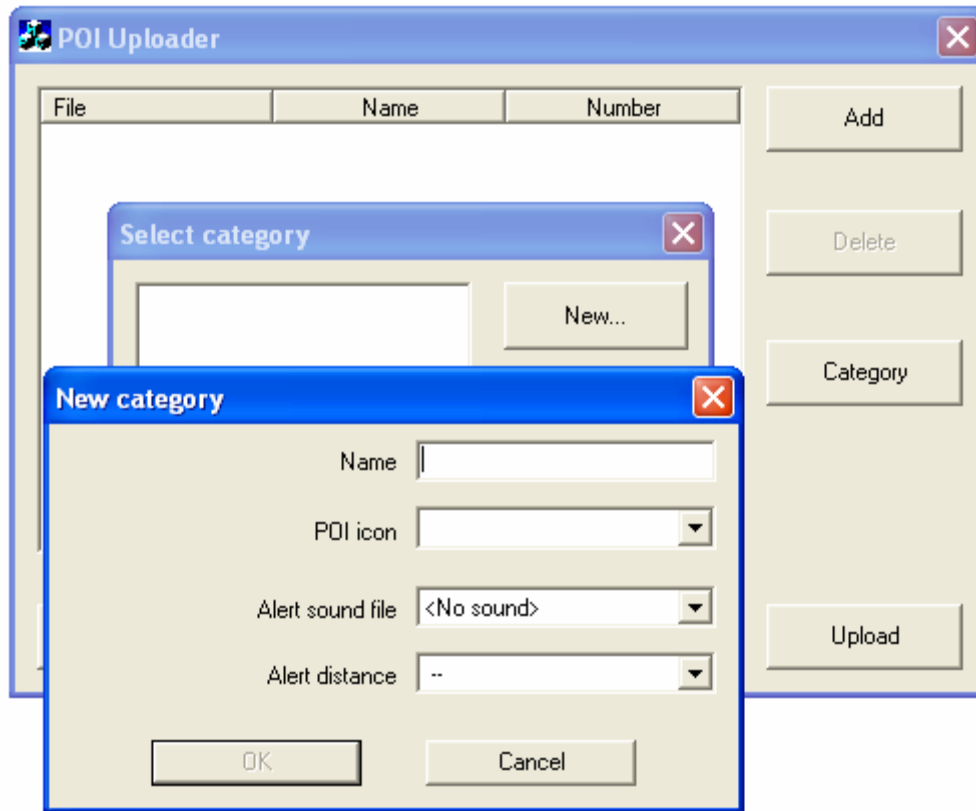 POI Uploader
File Name Number
Add
Delete
Category
Upload
Select category
New...
New category
Name
POI icon
Alert sound file <No sound>
Alert distance --
OK Cancel